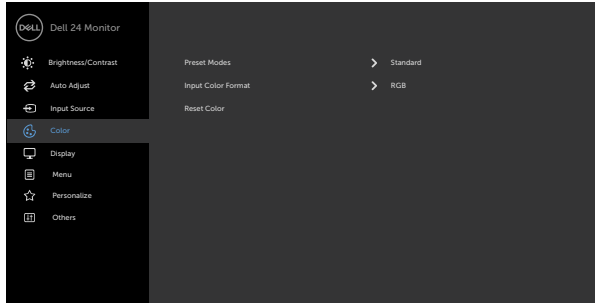 DELL Dell 24 Monitor
Brightness/Contrast Preset Modes Standard
Auto Adjust Input Color Format RGB
Input Source Reset Color
Color
Display
Menu
Personalize
Others